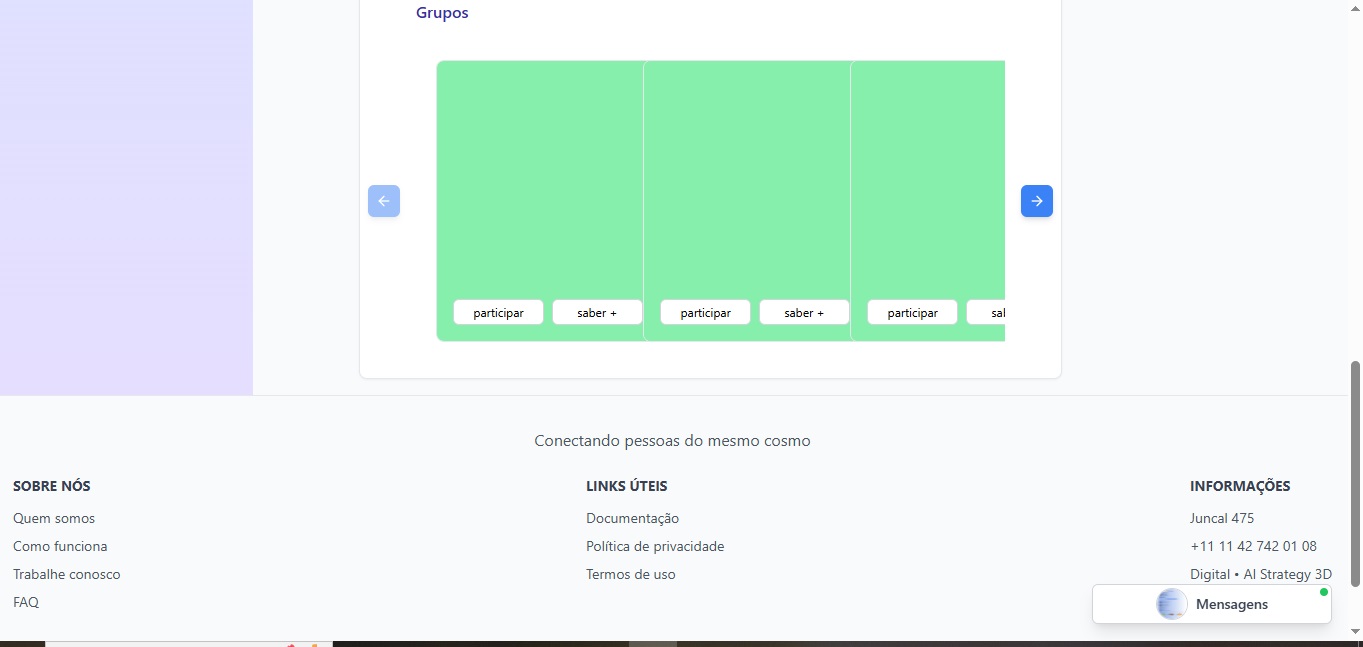 Grupos
participar
saber +
participar
saber +
participar
sal
Conectando pessoas do mesmo cosmo
SOBRE NÓS
Quem somos
Como funciona
Trabalhe conosco
FAQ
LINKS ÚTEIS
Documentação
Política de privacidade
Termos de uso
INFORMAÇÕES
Juncal 475
+11 11 42 742 01 08
Digital • AI Strategy 3D
Mensagens